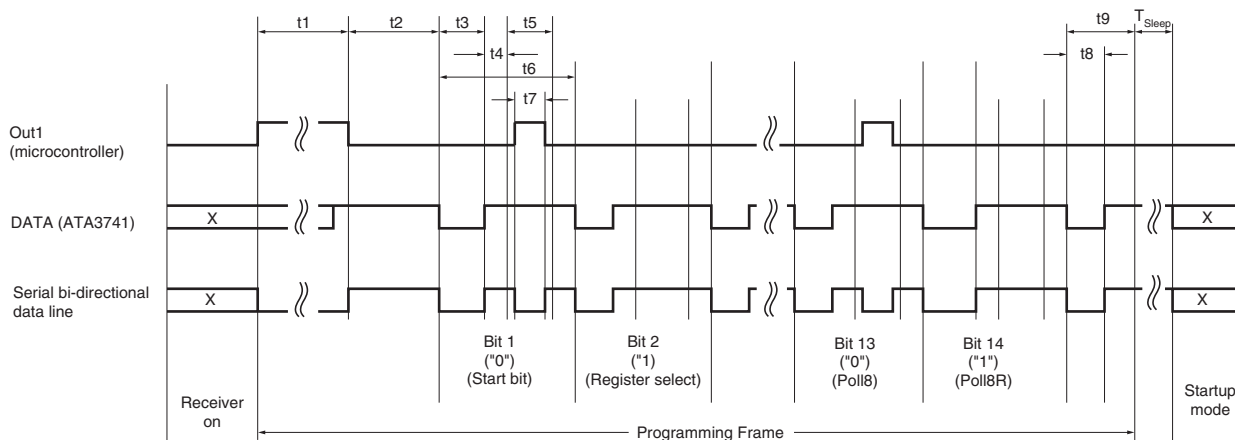 t1
t2
t3
t5
t9
T Sleep
t4
t6
t8
t7
Out1
(microcontroller)
DATA (ATA3741)
X
X
Serial bi-directional
data line
X
X
Bit 1
("0")
(Start bit)
Bit 2
("1)
(Register select)
Bit 13
("0")
(Poll8)
Bit 14
("1")
(Poll8R)
Receiver
on
Startup
mode
Programming Frame